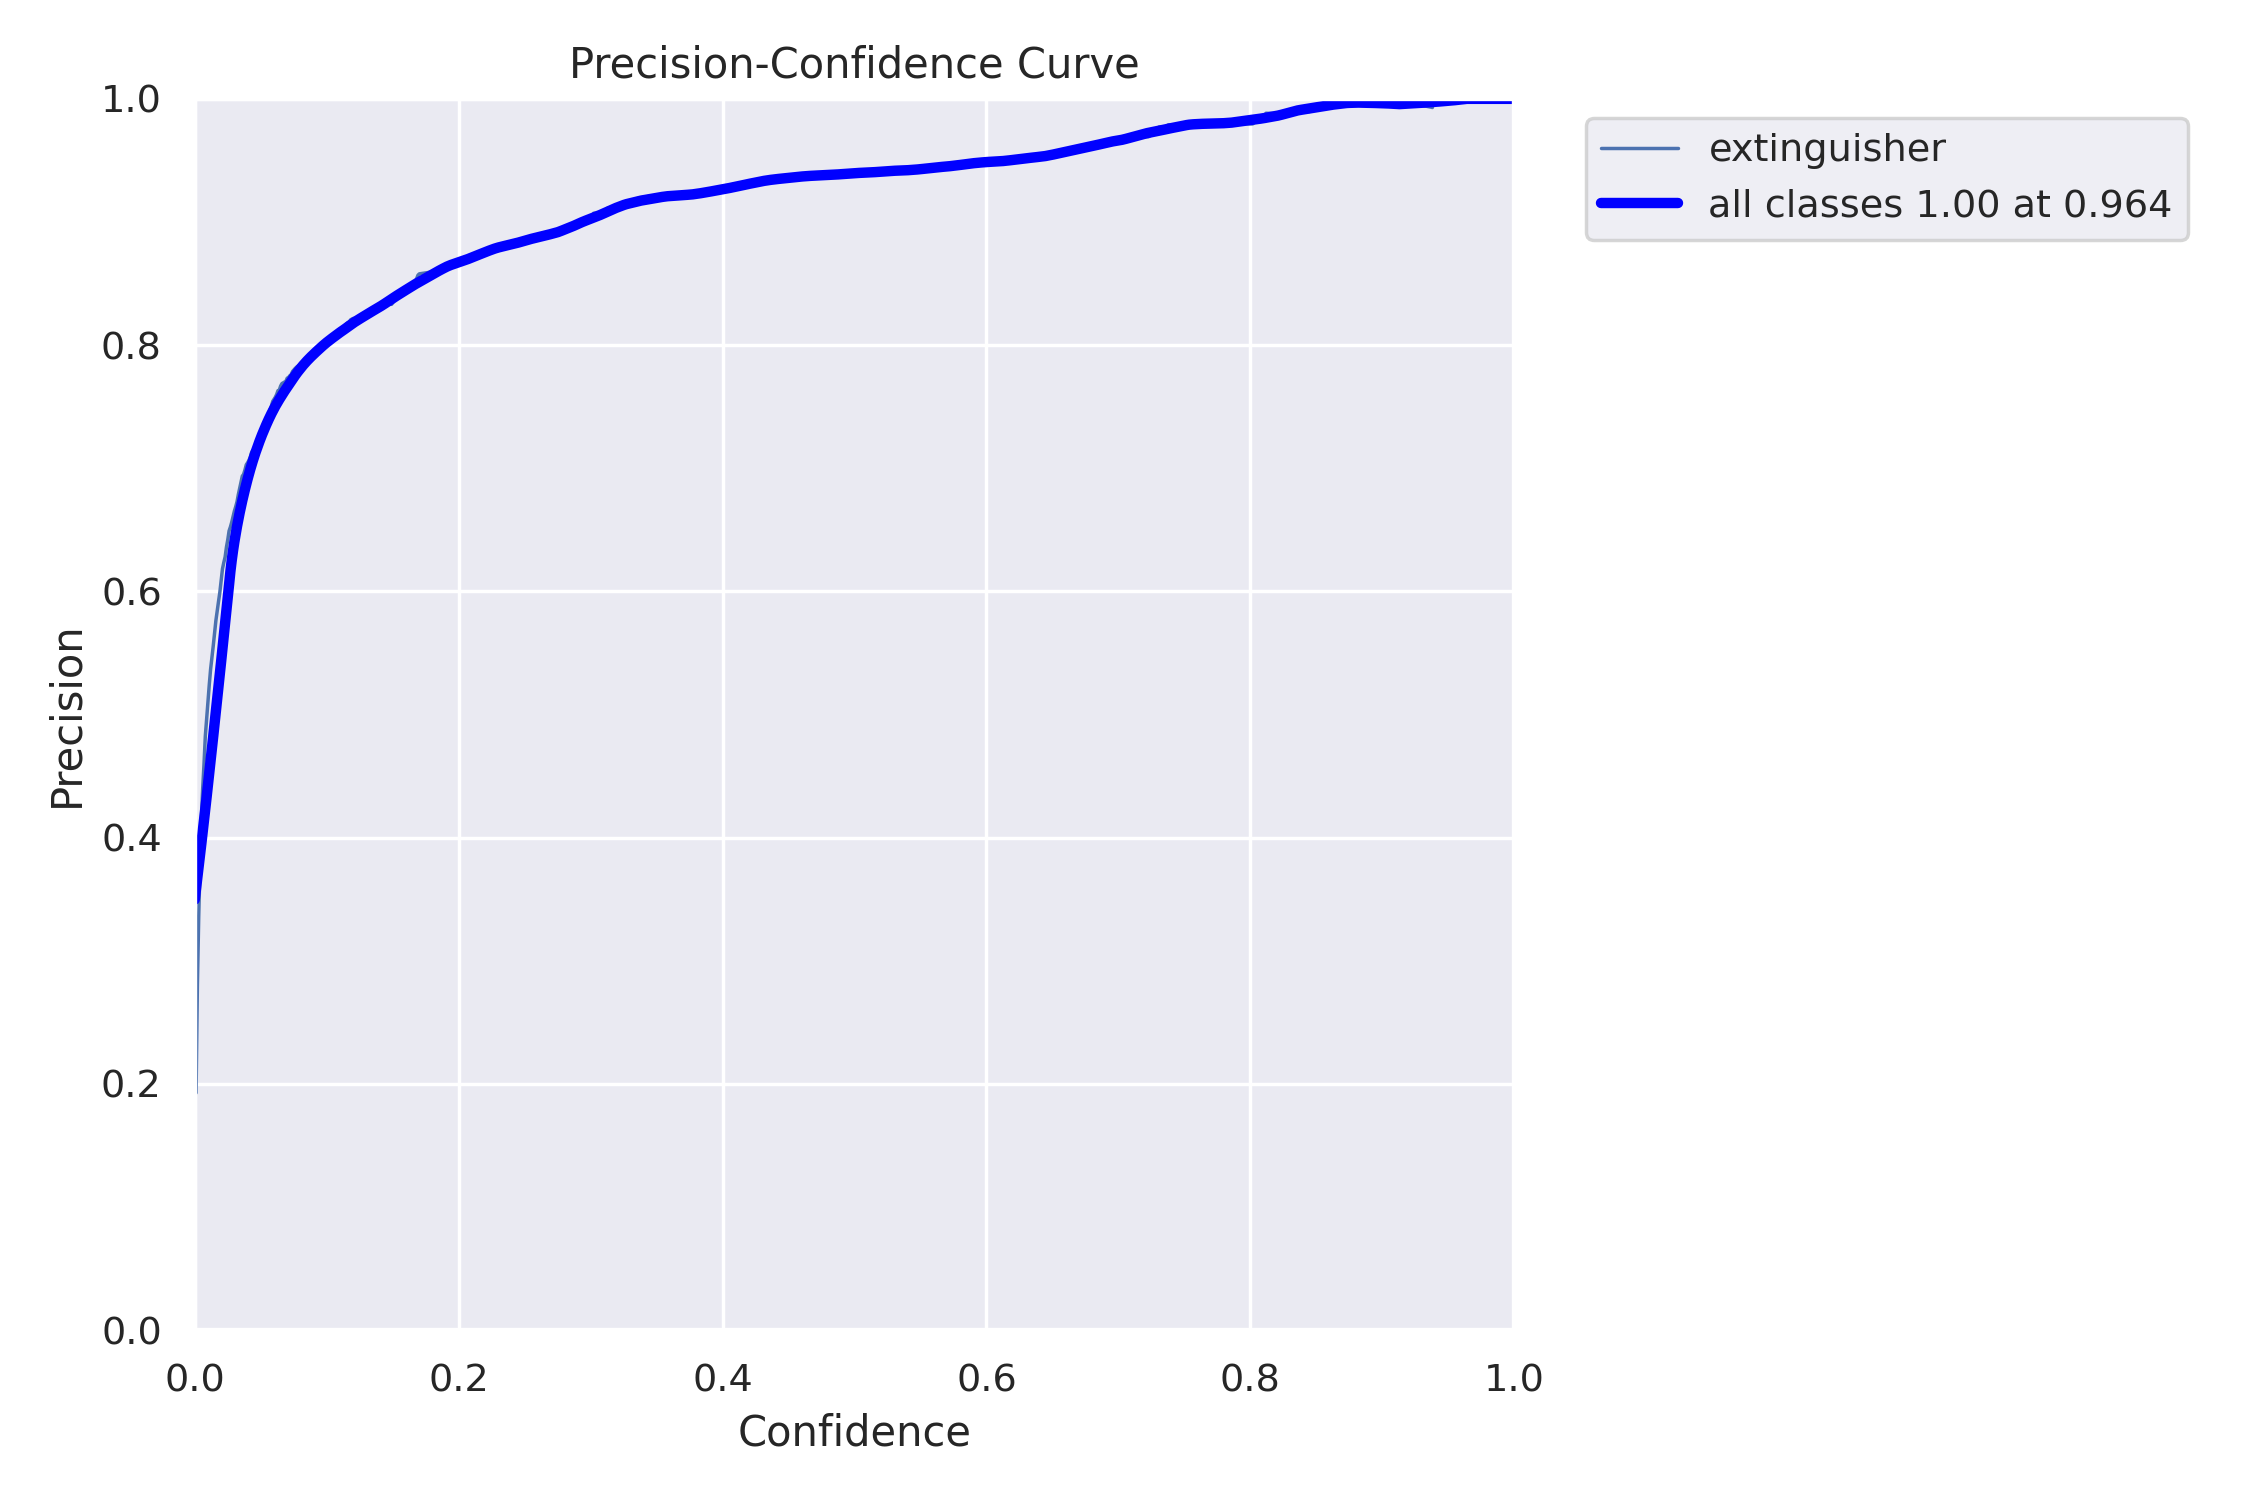 Precision-Confidence Curve
1.0
0.8
0.6
0.4
0.2
0.0
Precision
0.0 0.2 0.4 0.6 0.8 1.0
Confidence
extinguisher
all classes 1.00 at 0.964